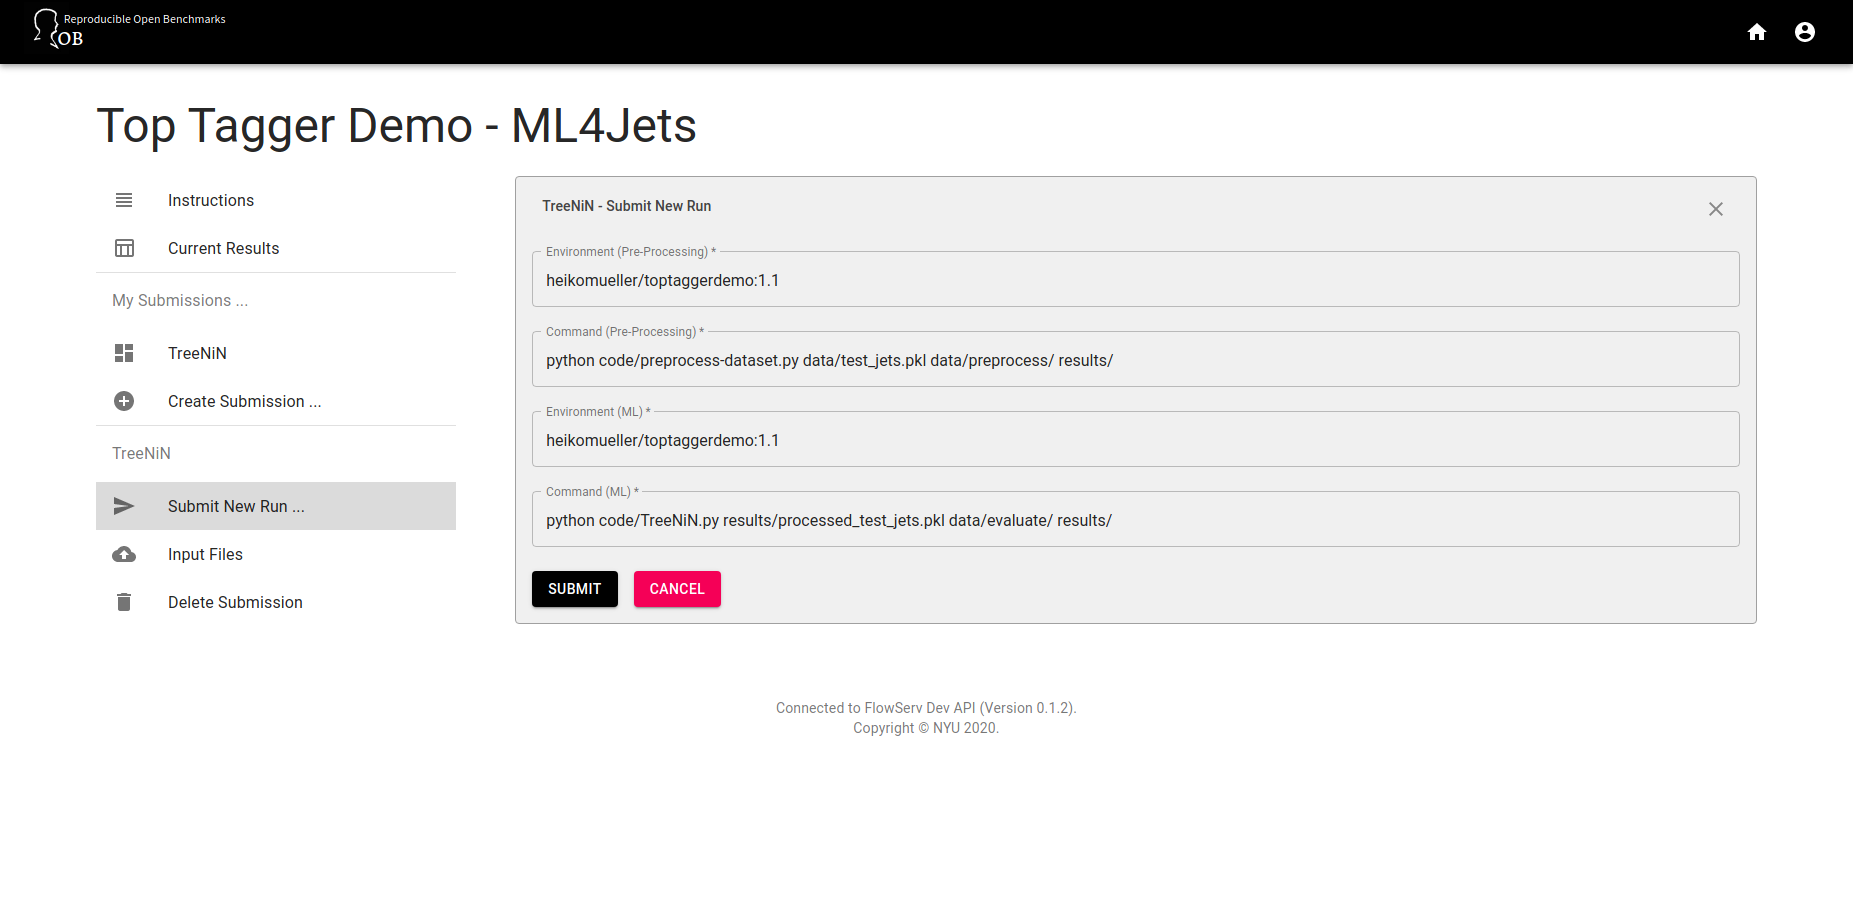 Reproducible Open Benchmarks
OB
Top Tagger Demo - ML4Jets
Instructions
Current Results
My Submissions ...
TreeNiN
Create Submission ...
TreeNiN
Submit New Run ...
Input Files
Delete Submission
TreeNiN - Submit New Run
Environment (Pre-Processing) *
heikomueller/toptaggerdemo:1.1
Command (Pre-Processing) *
python code/preprocess-dataset.py data/test_jets.pkl data/preprocess/ results/
Environment (ML) *
heikomueller/toptaggerdemo:1.1
Command (ML) *
python code/TreeNiN.py results/processed_test_jets.pkl data/evaluate/ results/
SUBMIT
CANCEL
Connected to FlowServ Dev API (Version 0.1.2).
Copyright © NYU 2020.